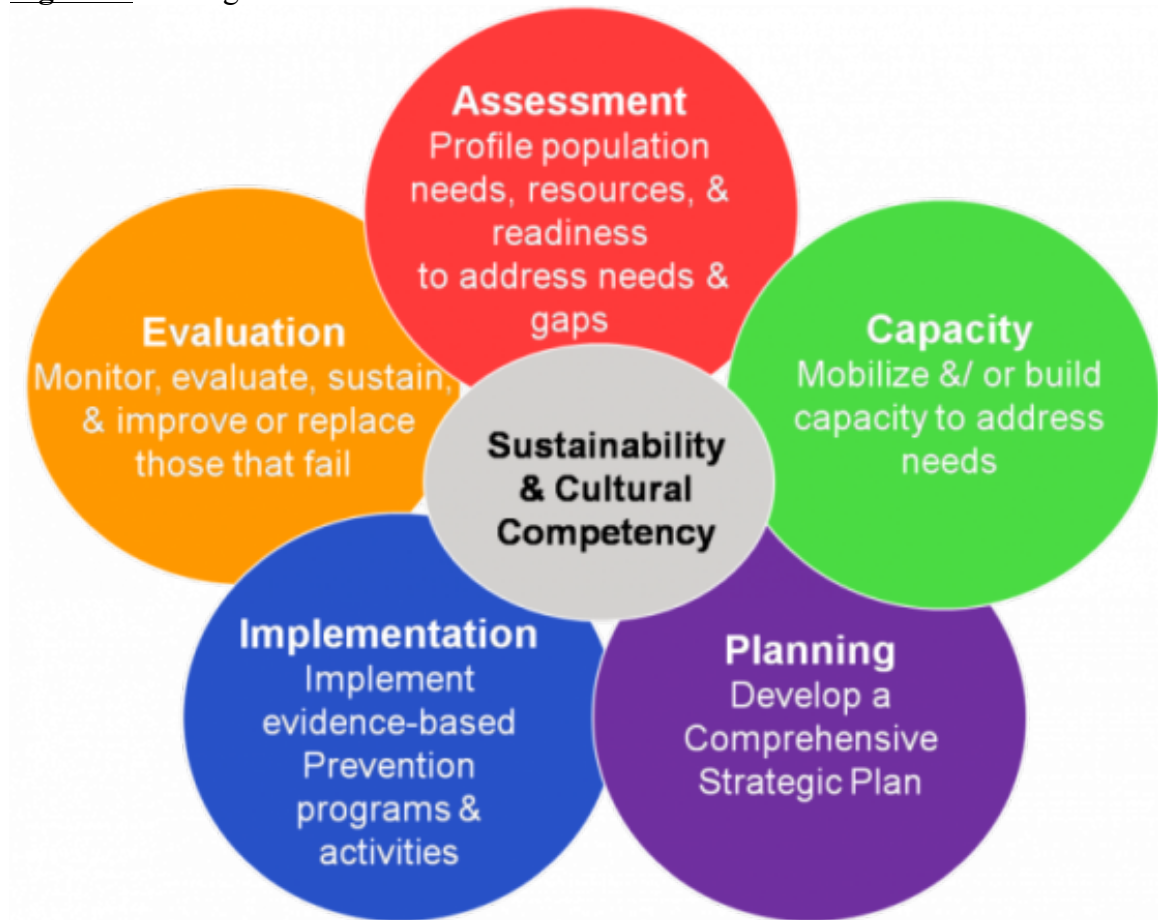 Assessment
Profile population
needs, resources, &
readiness
to address needs &
gaps
Capacity
Mobilize &/ or build
capacity to address
needs
Planning
Develop a
Comprehensive
Strategic Plan
Implementation
Implement
evidence-based
Prevention
programs &
activities
Evaluation
Monitor, evaluate, sustain,
& improve or replace
those that fail
Sustainability
& Cultural
Competency